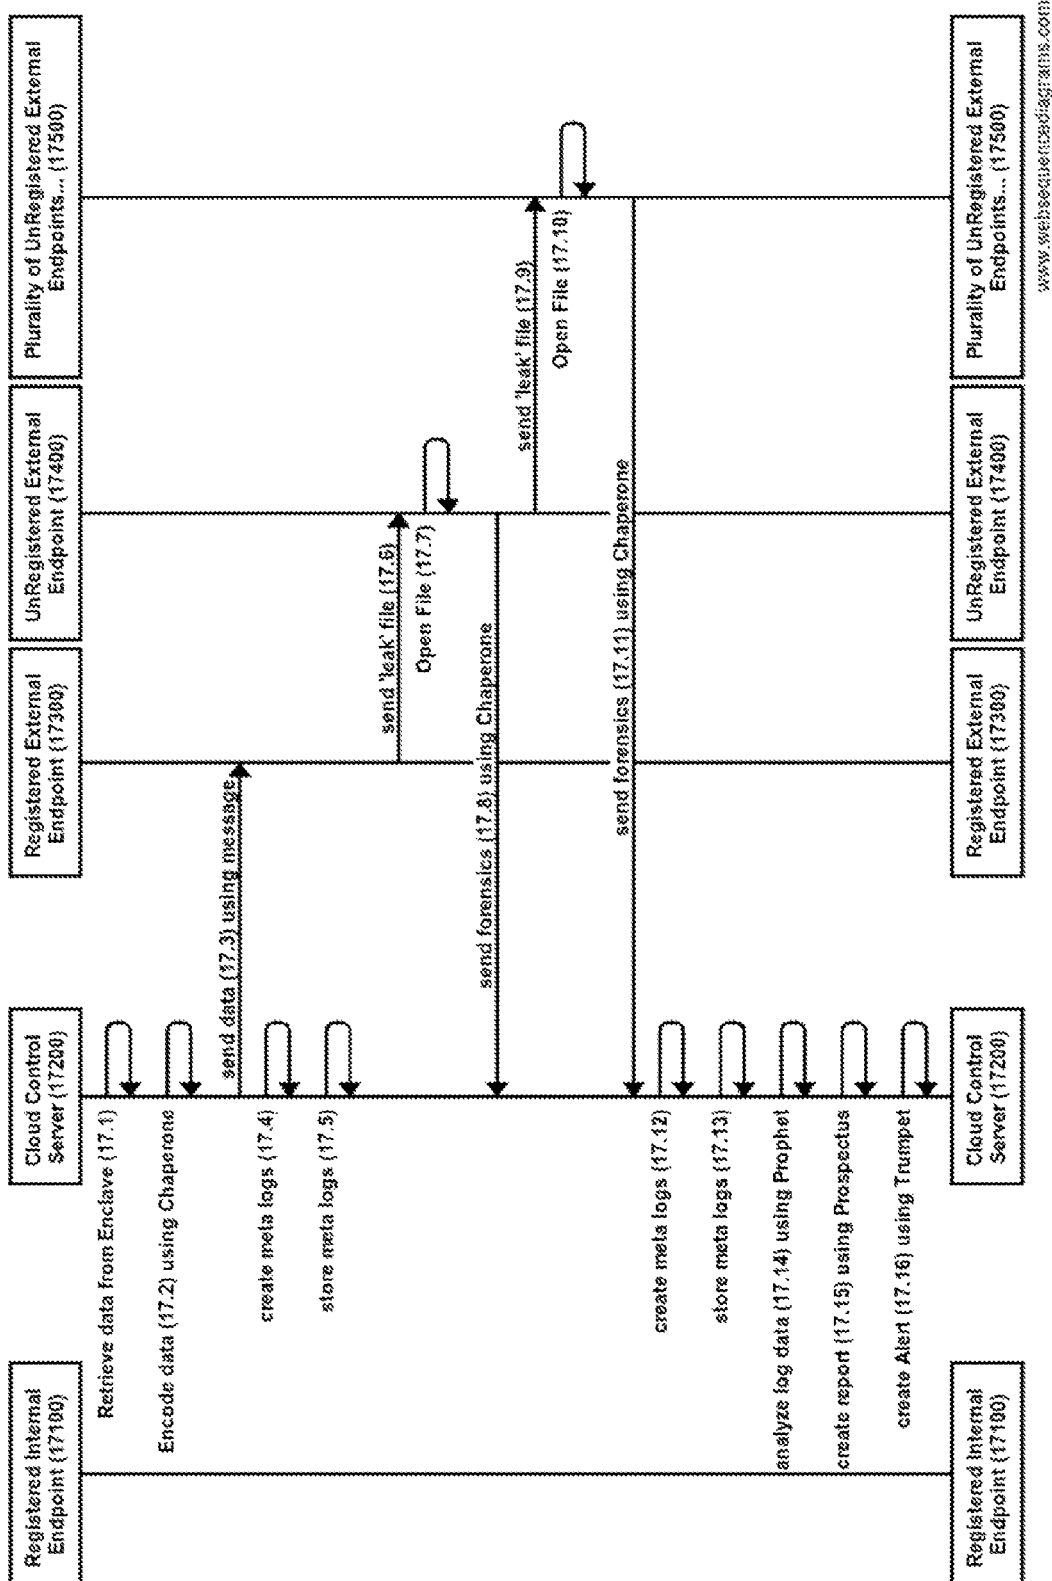 Registered Internal
Endpoint (17100)
Cloud Control
Server (17200)
Registered External
Endpoint (17300)
UnRegistered External
Endpoint (17400)
Plurality of UnRegistered External
Endpoints... (17500)
Retrieve data from Enclave (17.1)
Encode data (17.2) using Chaperone
send data (17.3) using message
create meta logs (17.4)
store meta logs (17.5)
send 'leak' file (17.6)
Open File (17.7)
send forensics (17.8) using Chaperone
send 'leak' file (17.9)
Open File (17.10)
send forensics (17.11) using Chaperone
create meta logs (17.12)
store meta logs (17.13)
analyze log data (17.14) using Prophet
create report (17.15) using Prospectus
create Alert (17.16) using Trumpet
Registered Internal
Endpoint (17100)
Cloud Control
Server (17200)
Registered External
Endpoint (17300)
UnRegistered External
Endpoint (17400)
Plurality of UnRegistered External
Endpoints... (17500)
www.websequencediagrams.com